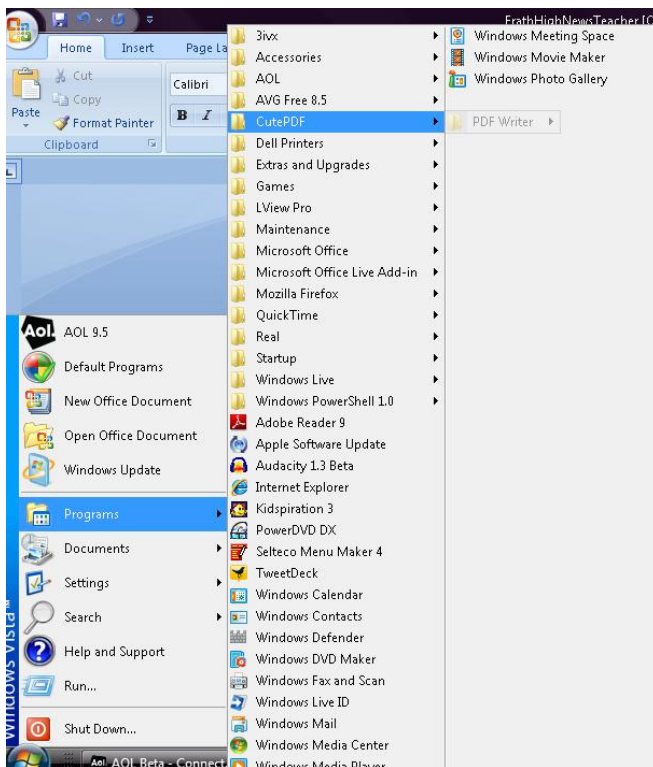 FrathHighNewsTeacher [C
Home Insert Page La
Cut
Copy
Paste
Format Painter
Clipboard
Calibri
B I
AOL 9.5
Default Programs
New Office Document
Open Office Document
Windows Update
Programs
Documents
Settings
Search
Help and Support
Run...
Shut Down...
Windows Vista™
AOL Beta - Connect
3ivx
Accessories
AOL
AVG Free 8.5
CutePDF
Dell Printers
Extras and Upgrades
Games
LView Pro
Maintenance
Microsoft Office
Microsoft Office Live Add-in
Mozilla Firefox
QuickTime
Real
Startup
Windows Live
Windows PowerShell 1.0
Adobe Reader 9
Apple Software Update
Audacity 1.3 Beta
Internet Explorer
Kidspiration 3
PowerDVD DX
Selteco Menu Maker 4
TweetDeck
Windows Calendar
Windows Contacts
Windows Defender
Windows DVD Maker
Windows Fax and Scan
Windows Live ID
Windows Mail
Windows Media Center
Windows Media Player
Windows Meeting Space
Windows Movie Maker
Windows Photo Gallery
PDF Writer